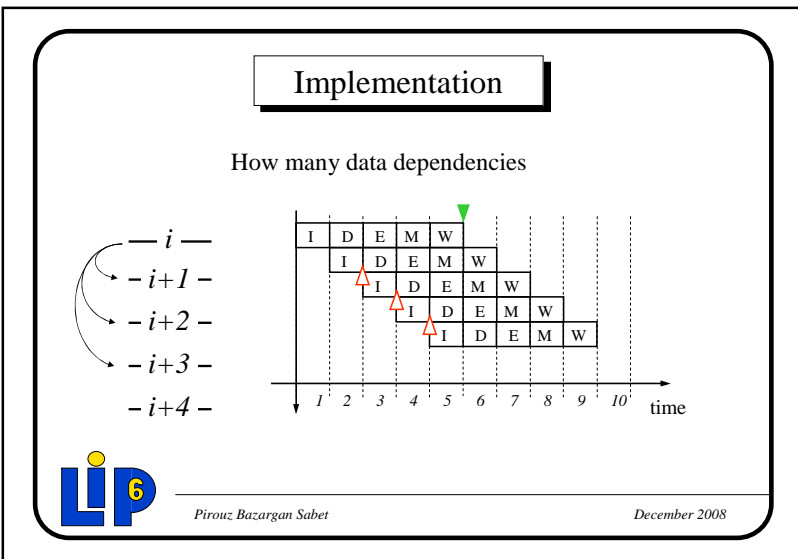 Implementation
How many data dependencies
i
i+1
i+2
i+3
i+4
I D E M W
I D E M W
I D E M W
I D E M W
I D E M W
1 2 3 4 5 6 7 8 9 10
time
LIP6
Pirouz Bazargan Sabet
December 2008